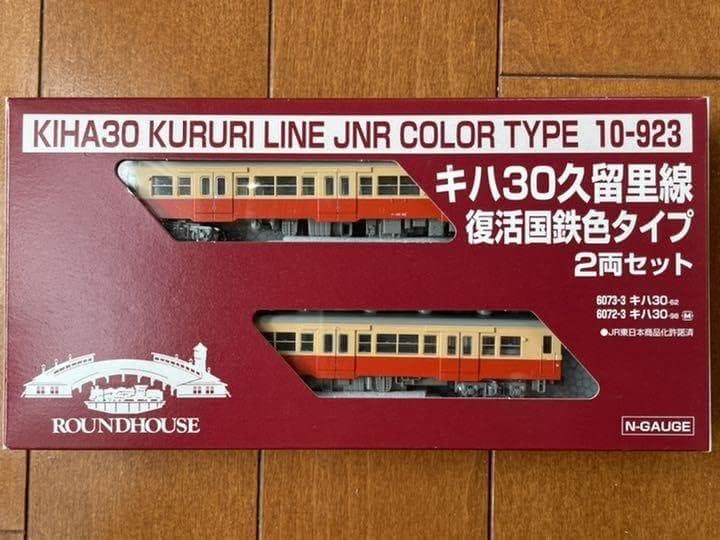 KIHA30 KURURI LINE JNR COLOR TYPE 10-923
キハ30久留里線
復活国鉄色タイプ
2両セット
6073-3 キハ30-62
6072-3 キハ30-98 M
●JR東日本商品化許諾済
ROUNDHOUSE
N-GAUGE